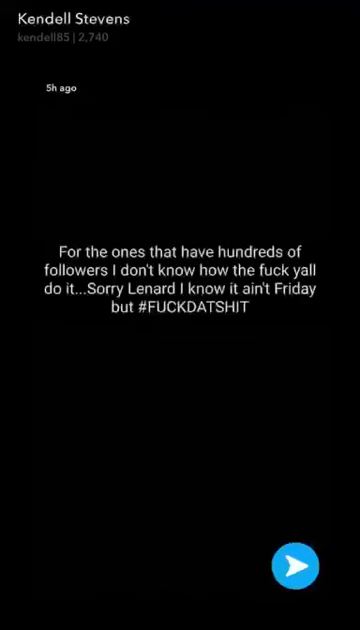 Kendell Stevens
kendell85 | 2,740
5h ago
For the ones that have hundreds of
followers I don't know how the fuck yall
do it...Sorry Lenard I know it ain't Friday
but #FUCKDATSHIT